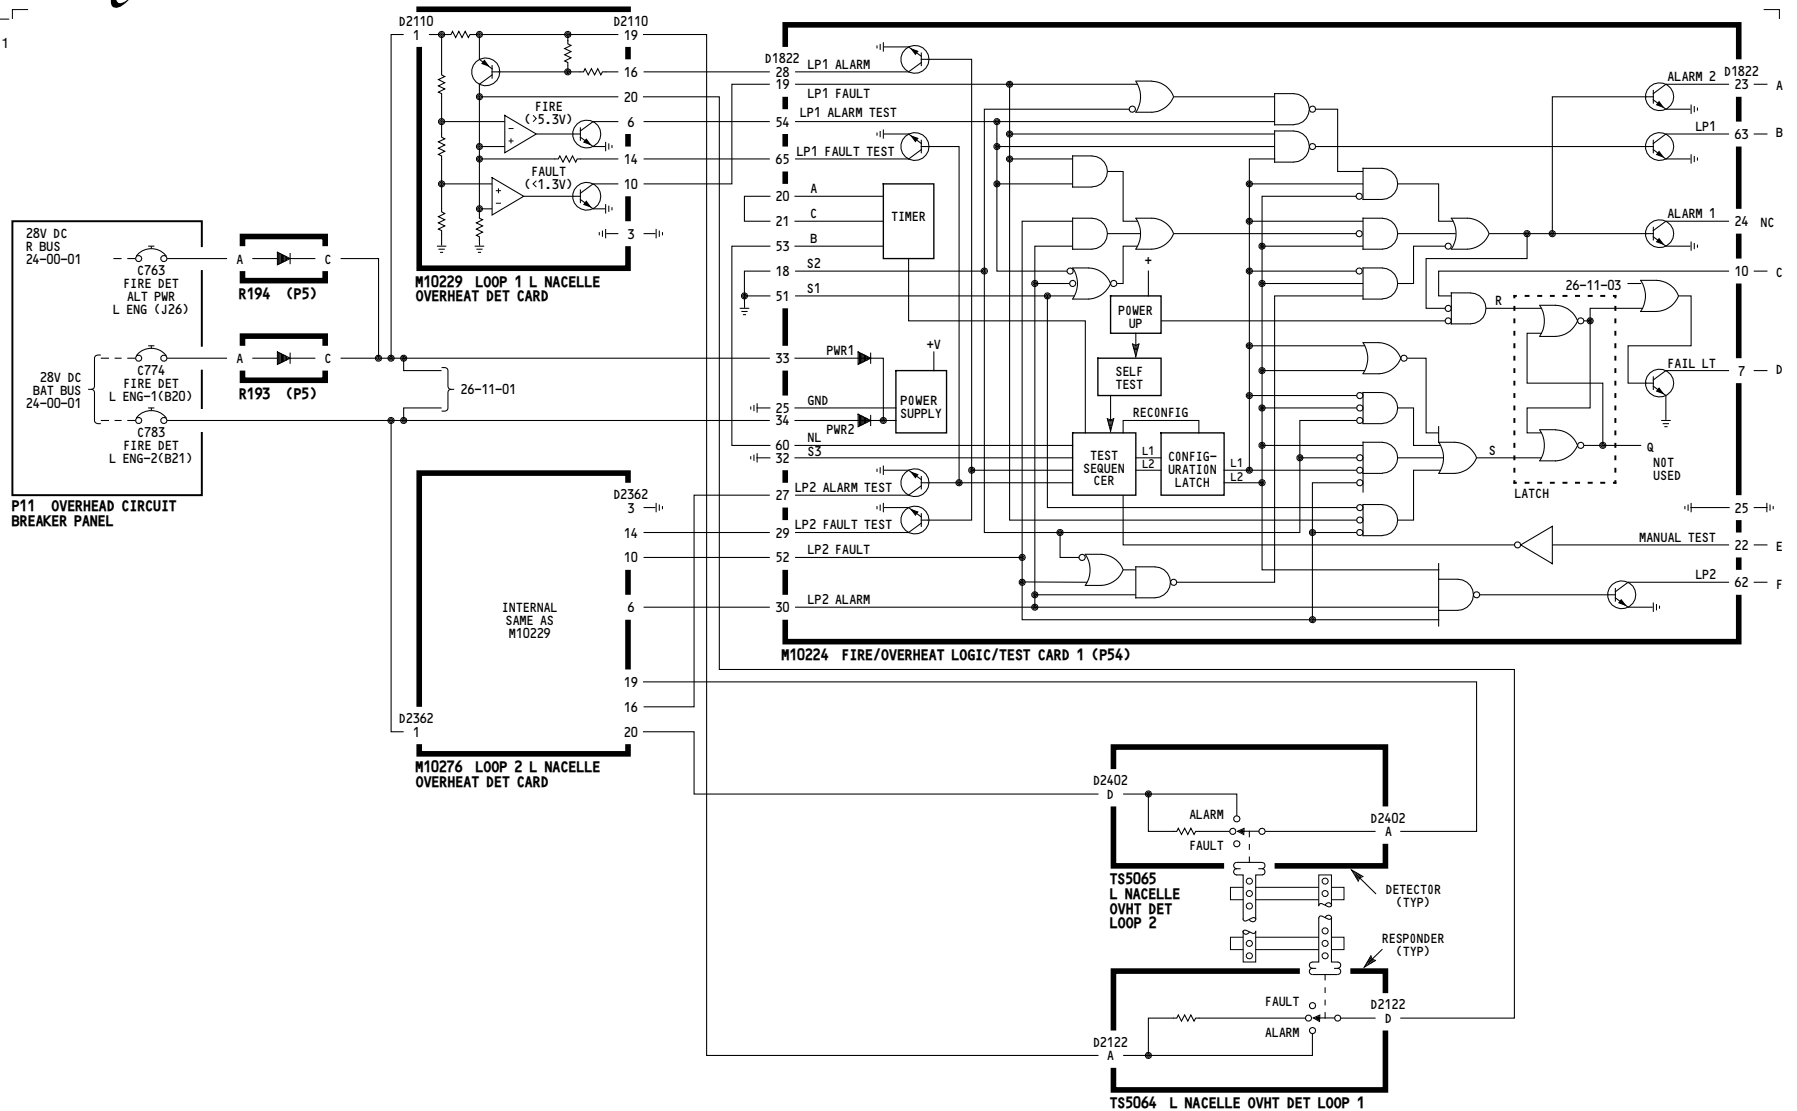 1
D2110
1
D2110
19
16
20
FIRE
(>5.3V)
6
14
FAULT
(<1.3V)
10
3
M10229 LOOP 1 L NACELLE
OVERHEAT DET CARD
28V DC
R BUS
24-00-01
C763
FIRE DET
ALT PWR
L ENG (J26)
28V DC
BAT BUS
24-00-01
C774
FIRE DET
L ENG-1(B20)
C783
FIRE DET
L ENG-2(B21)
P11 OVERHEAD CIRCUIT
BREAKER PANEL
A
C
R194 (P5)
A
C
R193 (P5)
26-11-01
D2362
3
14
10
INTERNAL
SAME AS
M10229
6
19
16
20
D2362
1
M10276 LOOP 2 L NACELLE
OVERHEAT DET CARD
D1822
28 LP1 ALARM
19
LP1 FAULT
54 LP1 ALARM TEST
65 LP1 FAULT TEST
20 A
21 C
53 B
TIMER
18 S2
51 S1
33 PWR1
+V
25 GND
34
PWR2
POWER
SUPPLY
60 NL
32 S3
27 LP2 ALARM TEST
29 LP2 FAULT TEST
52 LP2 FAULT
30 LP2 ALARM
+
POWER
UP
SELF
TEST
RECONFIG
TEST
SEQUEN
CER
L1
L2
CONFIG-
URATION
LATCH
L1
L2
R
26-11-03
S
LATCH
Q
NOT
USED
D1822
ALARM 2 23 A
LP1 63 B
ALARM 1 24 NC
10 C
FAIL LT 7 D
25
MANUAL TEST 22 E
LP2 62 F
M10224 FIRE/OVERHEAT LOGIC/TEST CARD 1 (P54)
D2402
D
ALARM
FAULT
D2402
A
TS5065
L NACELLE
OVHT DET
LOOP 2
DETECTOR
(TYP)
RESPONDER
(TYP)
FAULT
ALARM
D2122
D
D2122
A
TS5064 L NACELLE OVHT DET LOOP 1